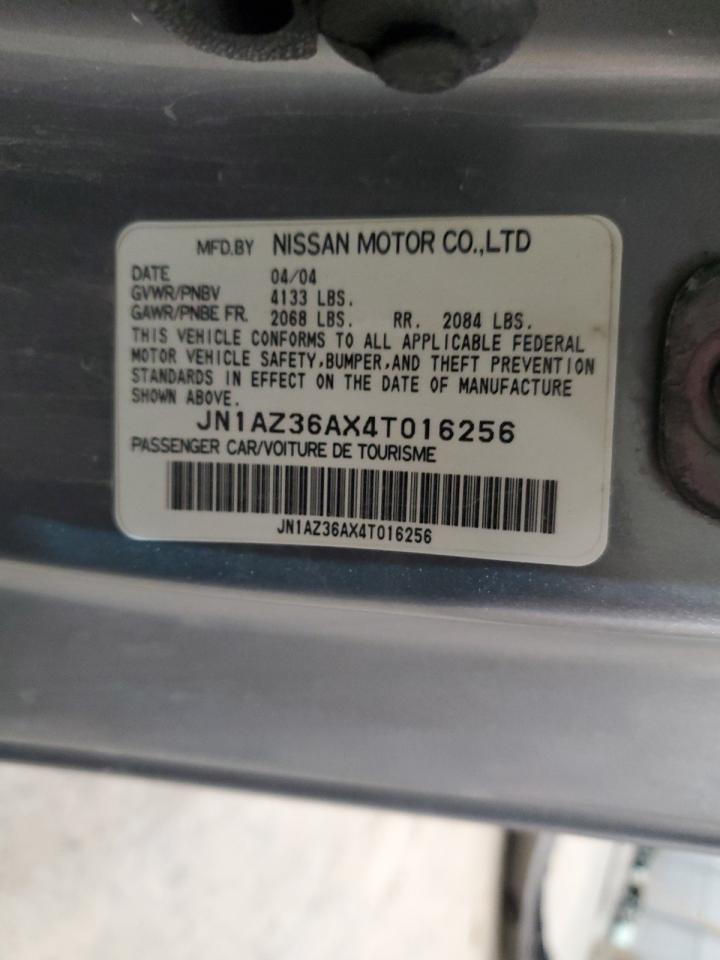 MFD.BY NISSAN MOTOR CO.,LTD
DATE 04/04
GVWR/PNBV 4133 LBS.
GAWR/PNBE FR. 2068 LBS. RR. 2084 LBS.
THIS VEHICLE CONFORMS TO ALL APPLICABLE FEDERAL
MOTOR VEHICLE SAFETY,BUMPER,AND THEFT PREVENTION
STANDARDS IN EFFECT ON THE DATE OF MANUFACTURE
SHOWN ABOVE.
JN1AZ36AX4T016256
PASSENGER CAR/VOITURE DE TOURISME
JN1AZ36AX4T016256